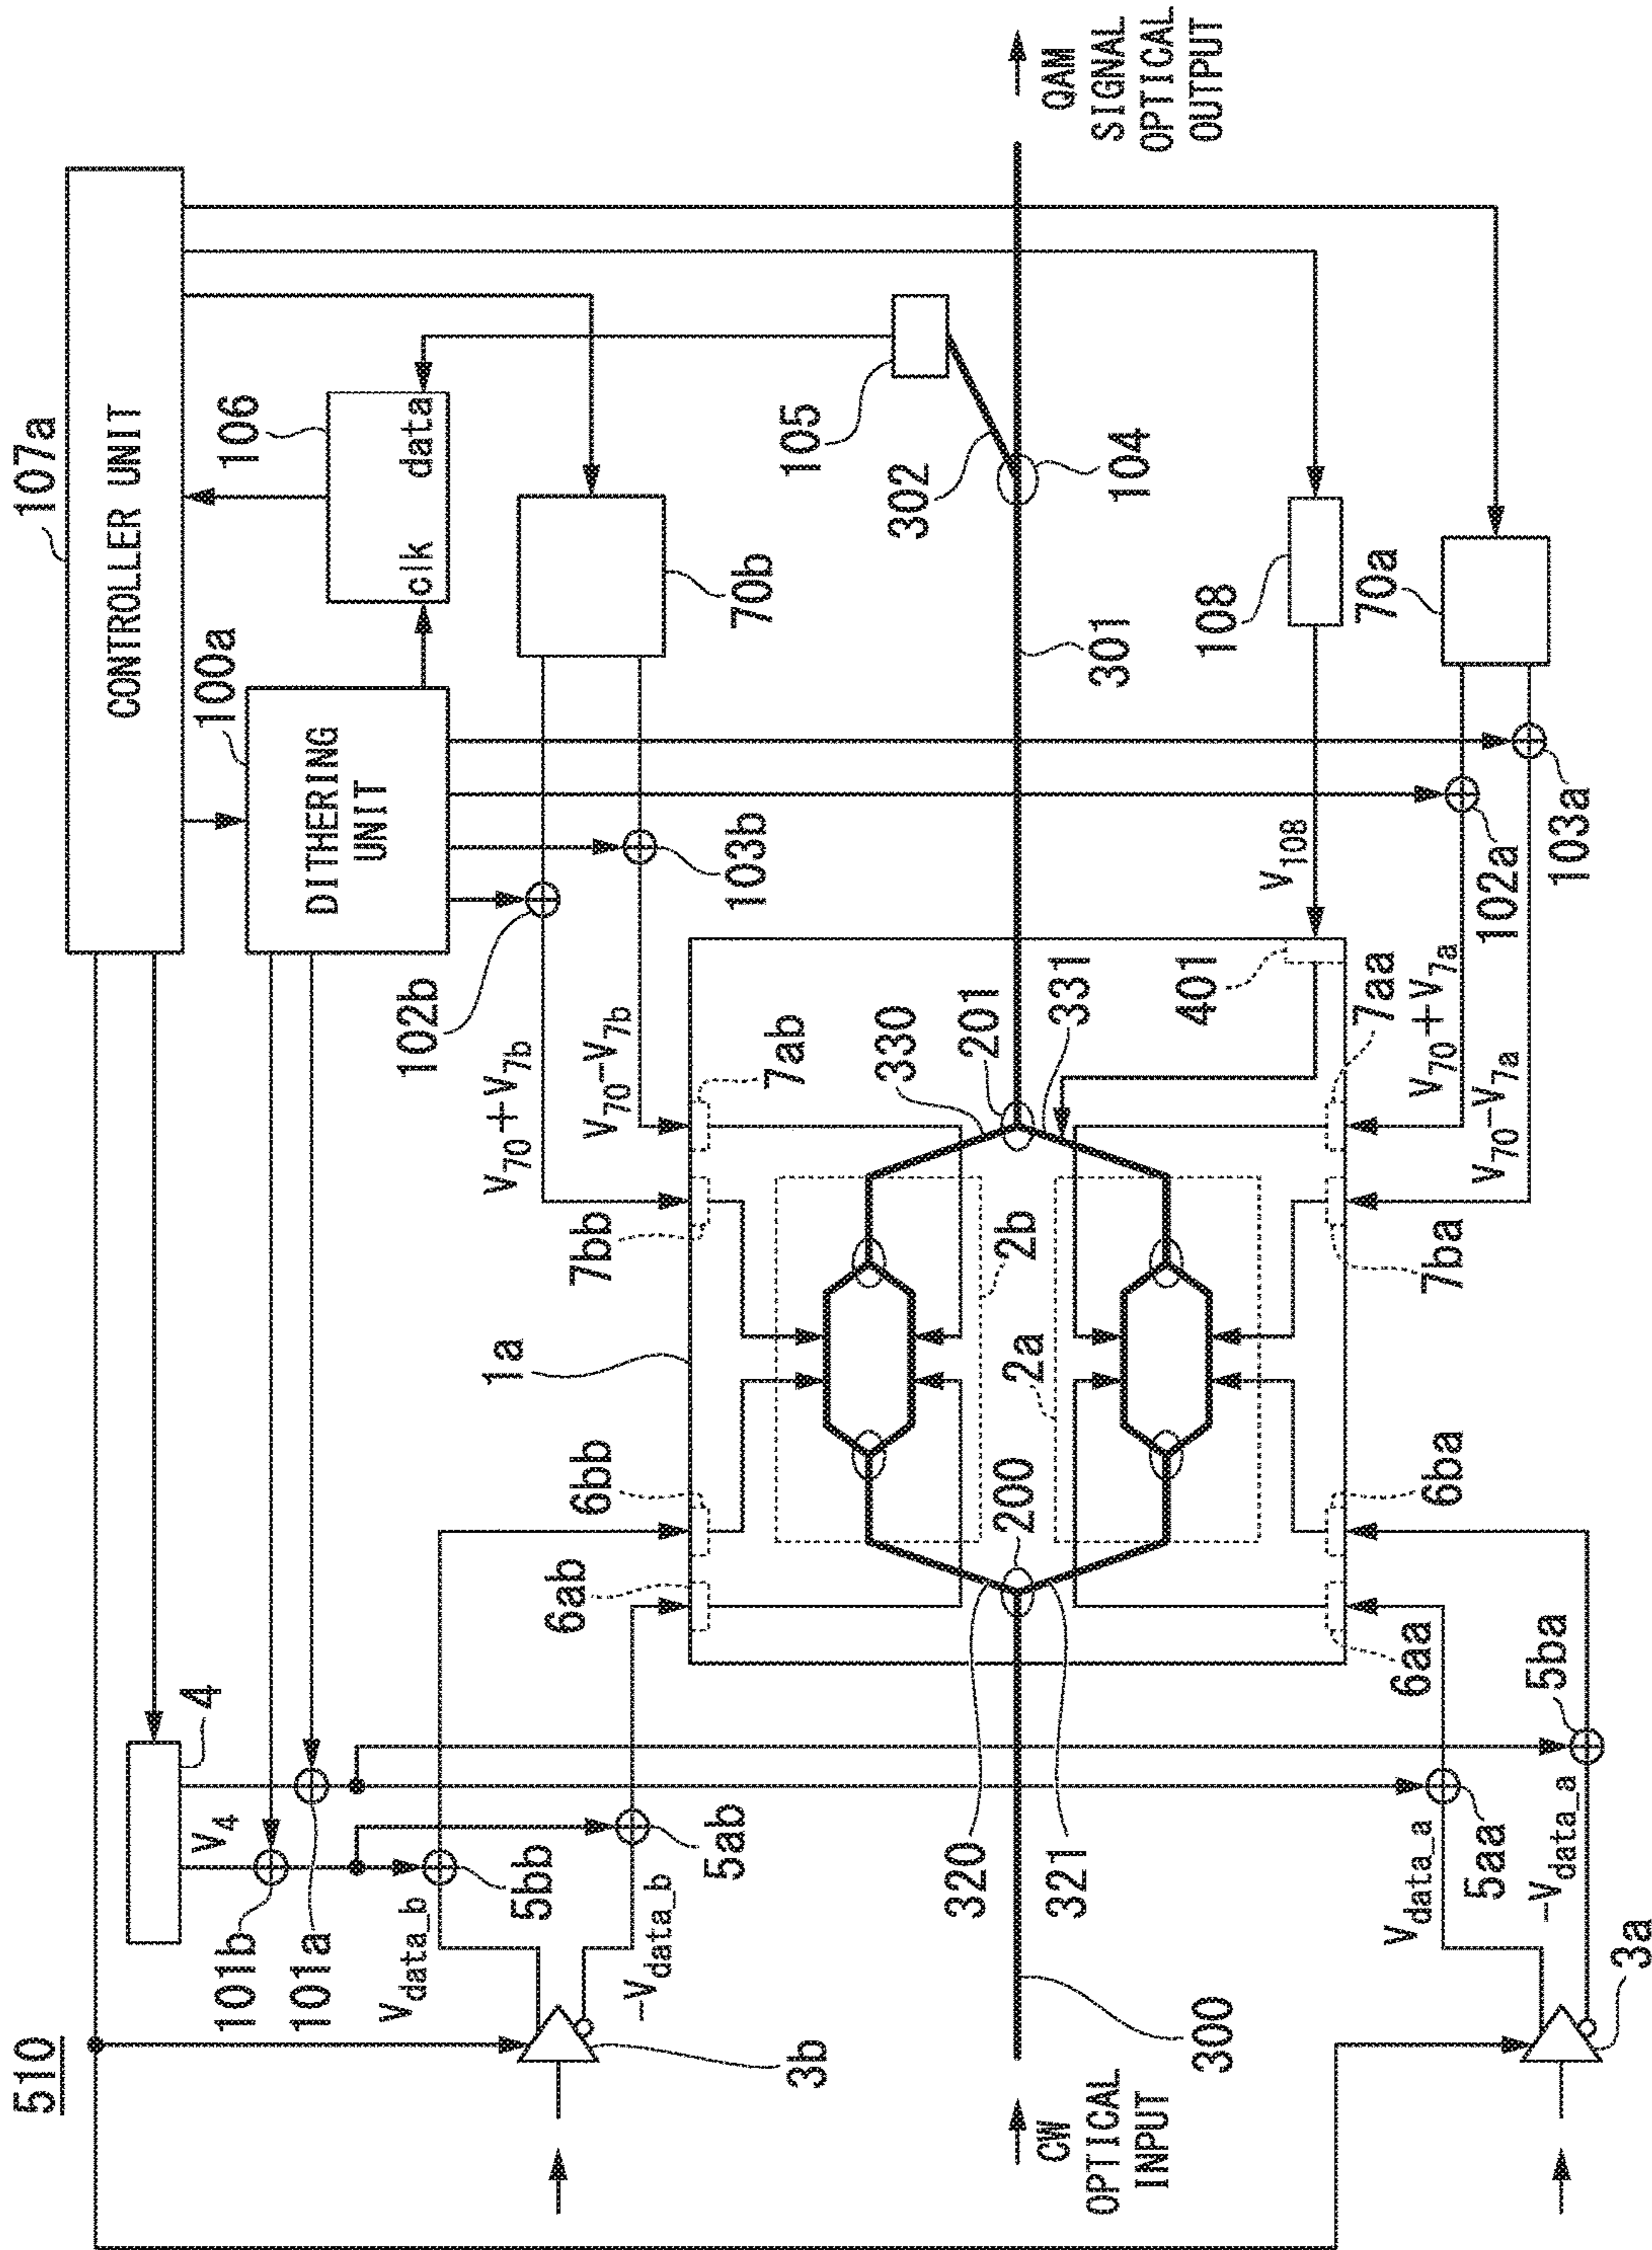 510
107a
CONTROLLER UNIT
100a
DITHERING
UNIT
106
clk data
4
V4
101b
101a
Vdata_b
5bb
5ab
-Vdata_b
3b
102b
103b
70b
V70+V7b
V70-V7b
105
302
104
301
1a
6ab
6bb
7bb
7ab
2b
2a
330
201
331
200
320
321
401
CW
OPTICAL
INPUT
300
QAM
SIGNAL
OPTICAL
OUTPUT
108
V108
6aa
6ba
7ba
7aa
V70+V7a
V70-V7a
102a
103a
70a
Vdata_a
5aa
-Vdata_a
5ba
3a